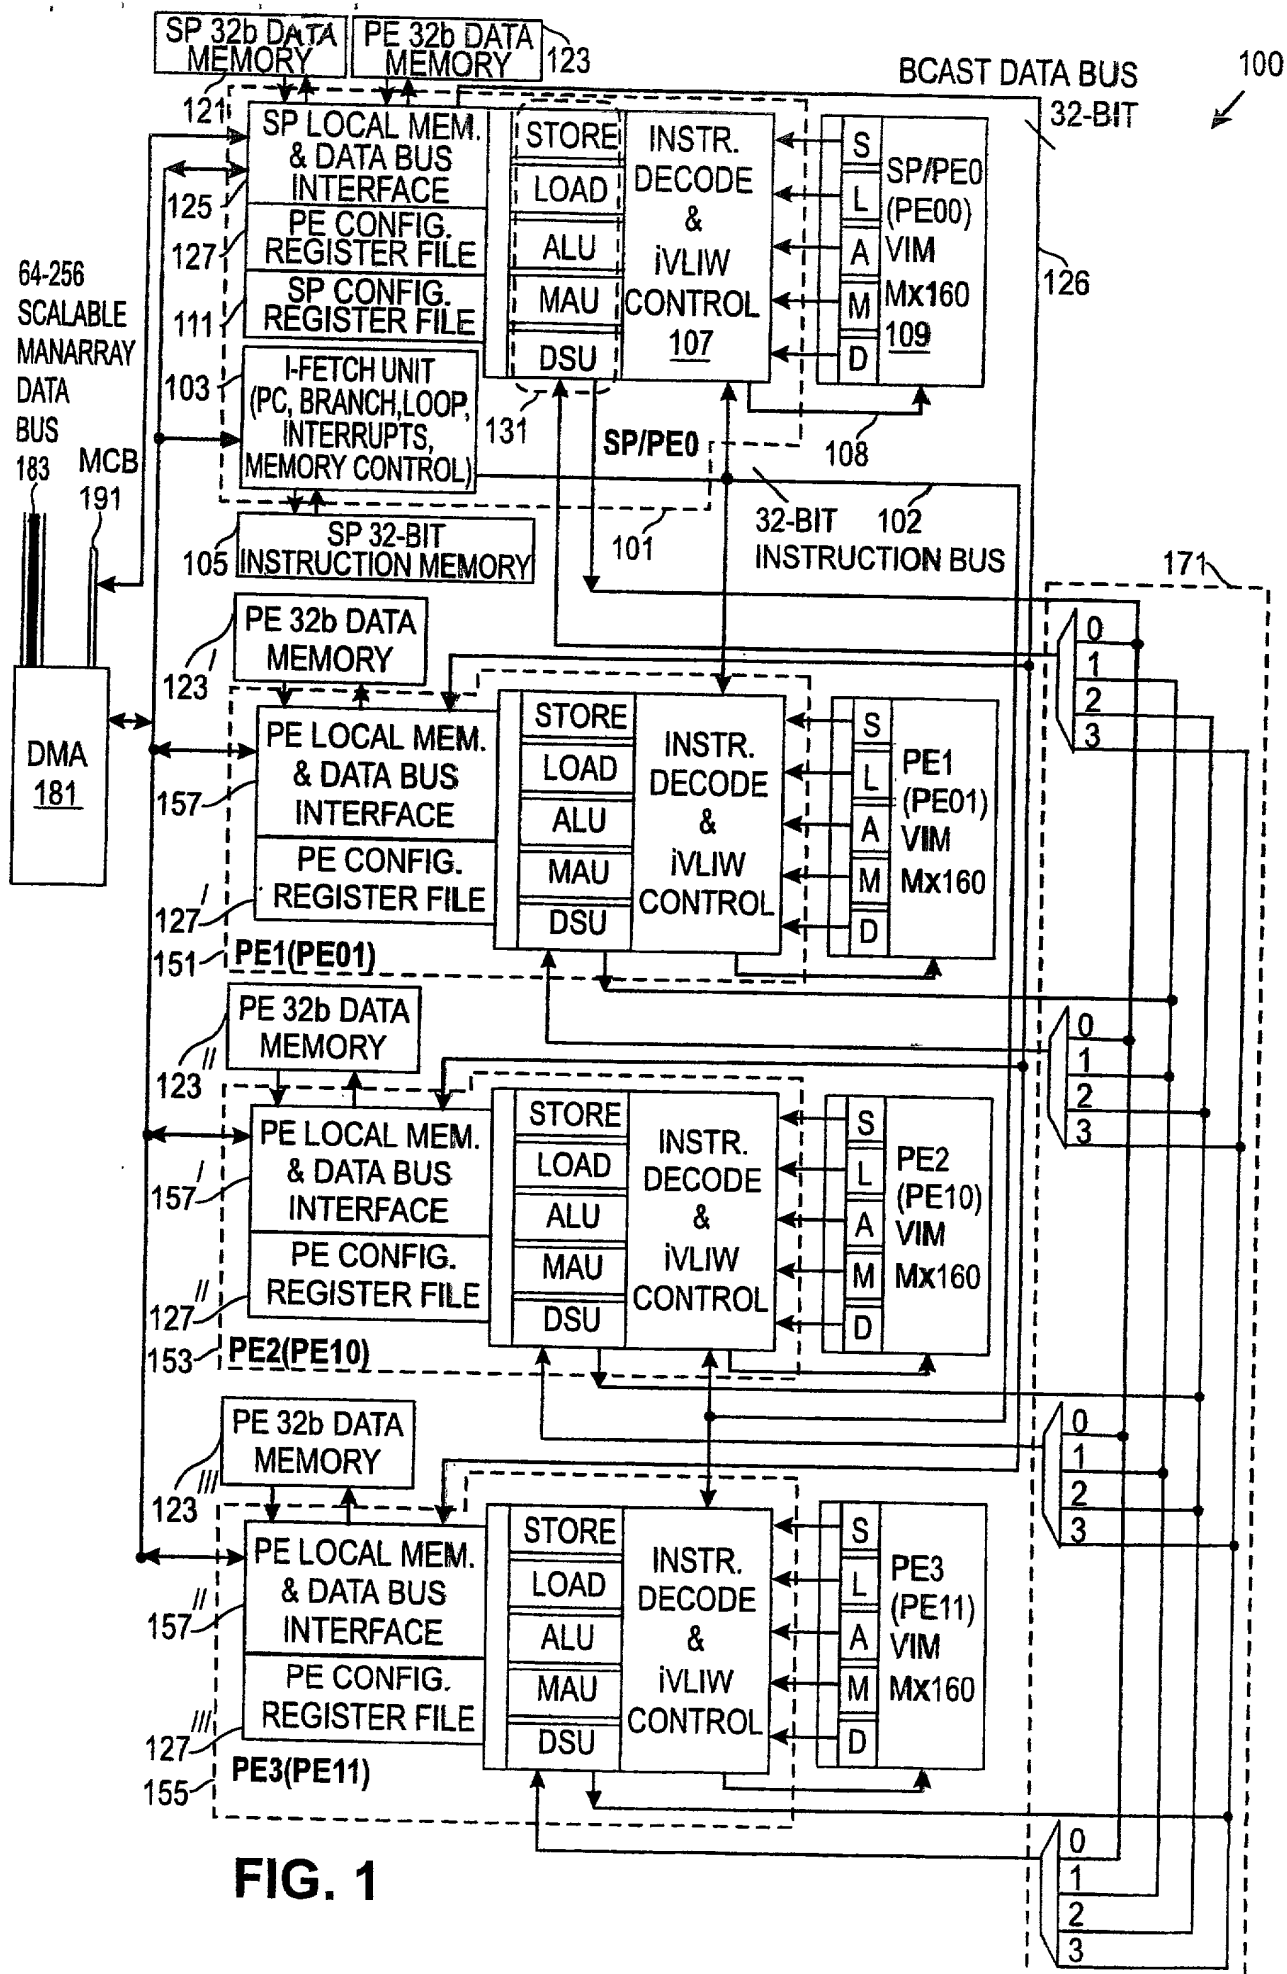 SP 32b DATA
MEMORY
121
PE 32b DATA
MEMORY
123
BCAST DATA BUS
32-BIT
100
126
SP LOCAL MEM.
& DATA BUS
INTERFACE
125
PE CONFIG.
REGISTER FILE
127
SP CONFIG.
REGISTER FILE
111
I-FETCH UNIT
(PC, BRANCH,LOOP,
INTERRUPTS,
MEMORY CONTROL)
103
STORE
LOAD
ALU
MAU
DSU
131
INSTR.
DECODE
&
iVLIW
CONTROL
107
S
L
A
M
D
SP/PE0
(PE00)
VIM
Mx160
109
108
SP/PE0
101
32-BIT
INSTRUCTION BUS
102
SP 32-BIT
INSTRUCTION MEMORY
105
64-256
SCALABLE
MANARRAY
DATA
BUS
183
MCB
191
DMA
181
171
0
1
2
3
PE 32b DATA
MEMORY
123'
PE LOCAL MEM.
& DATA BUS
INTERFACE
157
PE CONFIG.
REGISTER FILE
127'
151
PE1(PE01)
STORE
LOAD
ALU
MAU
DSU
INSTR.
DECODE
&
iVLIW
CONTROL
S
L
A
M
D
PE1
(PE01)
VIM
Mx160
0
1
2
3
PE 32b DATA
MEMORY
123''
PE LOCAL MEM.
& DATA BUS
INTERFACE
157'
PE CONFIG.
REGISTER FILE
127''
153
PE2(PE10)
STORE
LOAD
ALU
MAU
DSU
INSTR.
DECODE
&
iVLIW
CONTROL
S
L
A
M
D
PE2
(PE10)
VIM
Mx160
0
1
2
3
PE 32b DATA
MEMORY
123'''
PE LOCAL MEM.
& DATA BUS
INTERFACE
157''
PE CONFIG.
REGISTER FILE
127'''
155
PE3(PE11)
STORE
LOAD
ALU
MAU
DSU
INSTR.
DECODE
&
iVLIW
CONTROL
S
L
A
M
D
PE3
(PE11)
VIM
Mx160
0
1
2
3
FIG. 1